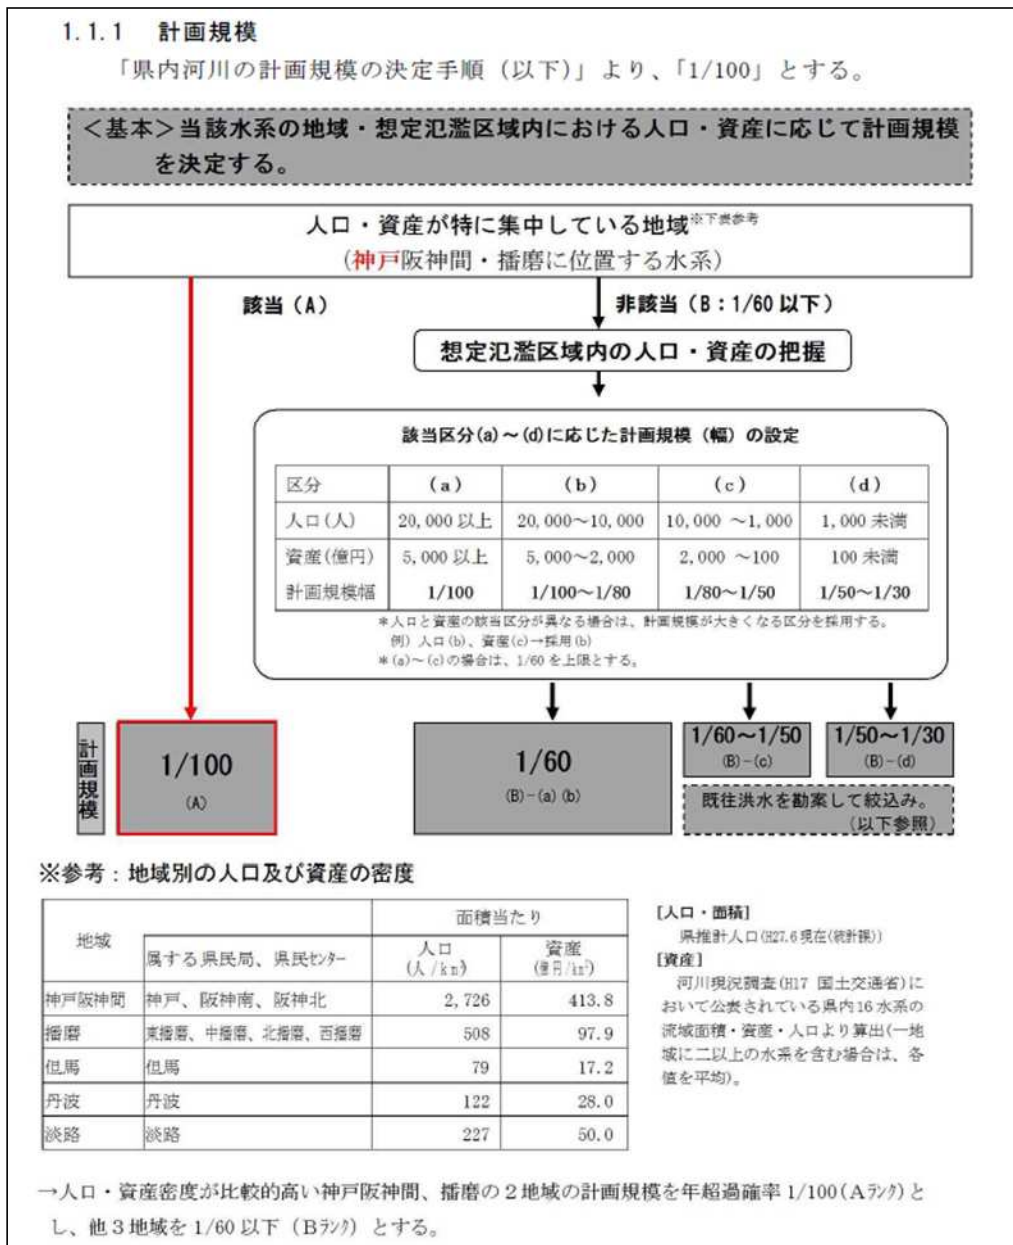 1.1.1 計画規模
「県内河川の計画規模の決定手順（以下）」より、「1/100」とする。
＜基本＞当該水系の地域・想定氾濫区域内における人口・資産に応じて計画規模
を決定する。
人口・資産が特に集中している地域※下表参考
（神戸阪神間・播磨に位置する水系）
該当（A）
非該当（B：1/60 以下）
想定氾濫区域内の人口・資産の把握
該当区分(a)～(d)に応じた計画規模（幅）の設定
区分 (a) (b) (c) (d)
人口(人) 20,000 以上 20,000～10,000 10,000 ～1,000 1,000 未満
資産(億円) 5,000 以上 5,000～2,000 2,000 ～100 100 未満
計画規模幅 1/100 1/100～1/80 1/80～1/50 1/50～1/30
＊人口と資産の該当区分が異なる場合は、計画規模が大きくなる区分を採用する。
例）人口(b)、資産(c)→採用(b)
＊(a)～(c)の場合は、1/60 を上限とする。
計画規模
1/100
(A)
1/60
(B)－(a)(b)
1/60～1/50
(B)－(c)
1/50～1/30
(B)－(d)
既往洪水を勘案して絞込み。
（以下参照）
※参考：地域別の人口及び資産の密度
地域 面積当たり
属する県民局、県民ｾﾝﾀｰ 人口 資産
(人/k㎡) (億円/k㎡)
神戸阪神間 神戸、阪神南、阪神北 2,726 413.8
播磨 東播磨、中播磨、北播磨、西播磨 508 97.9
但馬 但馬 79 17.2
丹波 丹波 122 28.0
淡路 淡路 227 50.0
[人口・面積]
県推計人口(H27.6現在(統計課))
[資産]
河川現況調査(H17 国土交通省)に
おいて公表されている県内16水系の
流域面積・資産・人口より算出(一地
域に二以上の水系を含む場合は、各
値を平均)。
→人口・資産密度が比較的高い神戸阪神間、播磨の２地域の計画規模を年超過確率 1/100(Aﾗﾝｸ)と
し、他３地域を 1/60 以下（Bﾗﾝｸ）とする。